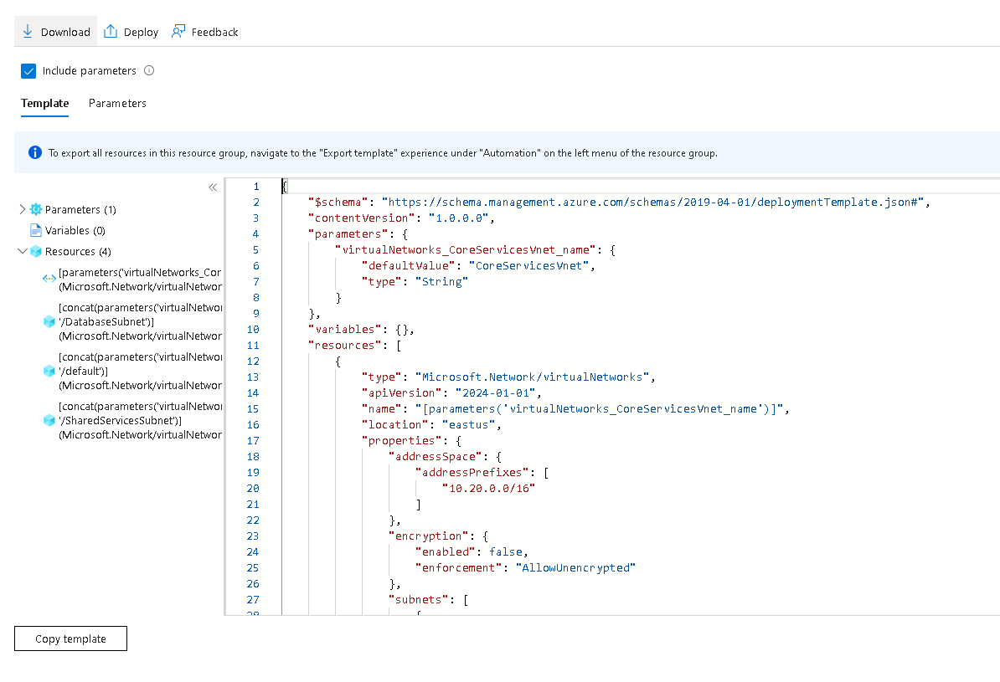 Download Deploy Feedback
Include parameters
Template Parameters
To export all resources in this resource group, navigate to the "Export template" experience under "Automation" on the left menu of the resource group.
«
Parameters (1)
Variables (0)
Resources (4)
[parameters('virtualNetworks_Cor
(Microsoft.Network/virtualNetwor
[concat(parameters('virtualNetwor
'/DatabaseSubnet')]
(Microsoft.Network/virtualNetwor
[concat(parameters('virtualNetwor
'/default')]
(Microsoft.Network/virtualNetwor
[concat(parameters('virtualNetwor
'/SharedServicesSubnet')]
(Microsoft.Network/virtualNetwor
1 {
2 "$schema": "https://schema.management.azure.com/schemas/2019-04-01/deploymentTemplate.json#",
3 "contentVersion": "1.0.0.0",
4 "parameters": {
5 "virtualNetworks_CoreServicesVnet_name": {
6 "defaultValue": "CoreServicesVnet",
7 "type": "String"
8 }
9 },
10 "variables": {},
11 "resources": [
12 {
13 "type": "Microsoft.Network/virtualNetworks",
14 "apiVersion": "2024-01-01",
15 "name": "[parameters('virtualNetworks_CoreServicesVnet_name')]",
16 "location": "eastus",
17 "properties": {
18 "addressSpace": {
19 "addressPrefixes": [
20 "10.20.0.0/16"
21 ]
22 },
23 "encryption": {
24 "enabled": false,
25 "enforcement": "AllowUnencrypted"
26 },
27 "subnets": [
28 {
Copy template